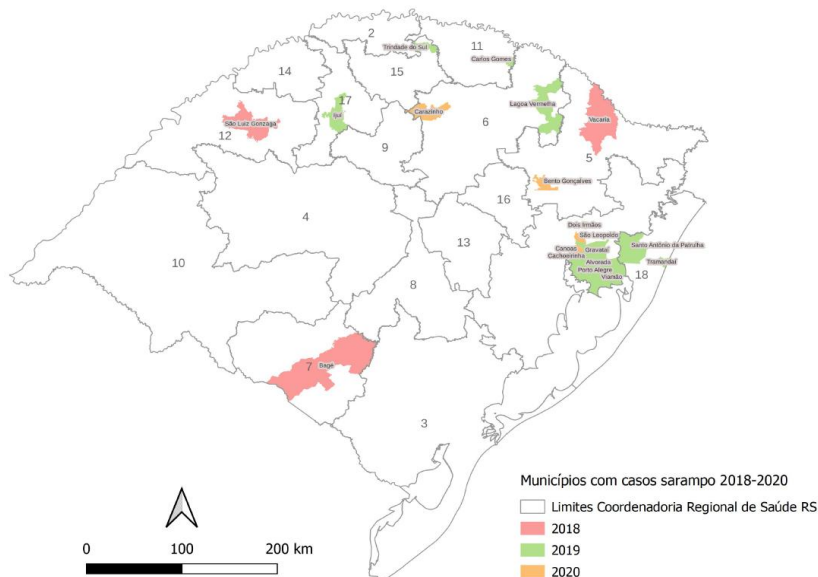 2
11
Trindade do Sul
Carlos Gomes
14
15
17
Lagoa Vermelha
Ijuí
Carazinho
São Luiz Gonzaga
Vacaria
12
6
9
5
Bento Gonçalves
16
4
Dois Irmãos
São Leopoldo
13
Santo Antônio da Patrulha
Canoas
Gravataí
Cachoeirinha
Alvorada
Tramandaí
10
Porto Alegre
18
Viamão
8
7
Bagé
3
Municípios com casos sarampo 2018-2020
Limites Coordenadoria Regional de Saúde RS
2018
2019
2020
0 100 200 km